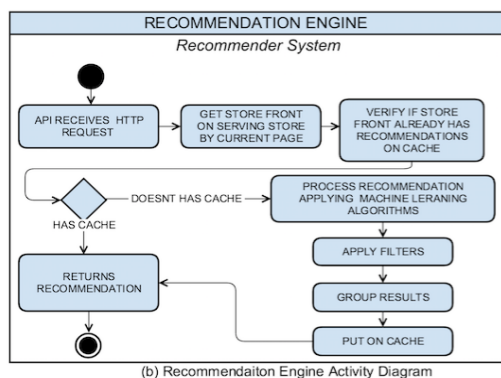 RECOMMENDATION ENGINE
Recommender System
API RECEIVES HTTP
REQUEST
GET STORE FRONT
ON SERVING STORE
BY CURRENT PAGE
VERIFY IF STORE
FRONT ALREADY HAS
RECOMMENDATIONS
ON CACHE
DOESNT HAS CACHE
HAS CACHE
PROCESS RECOMMENDATION
APPLYING MACHINE LERANING
ALGORITHMS
APPLY FILTERS
GROUP RESULTS
PUT ON CACHE
RETURNS
RECOMMENDATION
(b) Recommendaiton Engine Activity Diagram